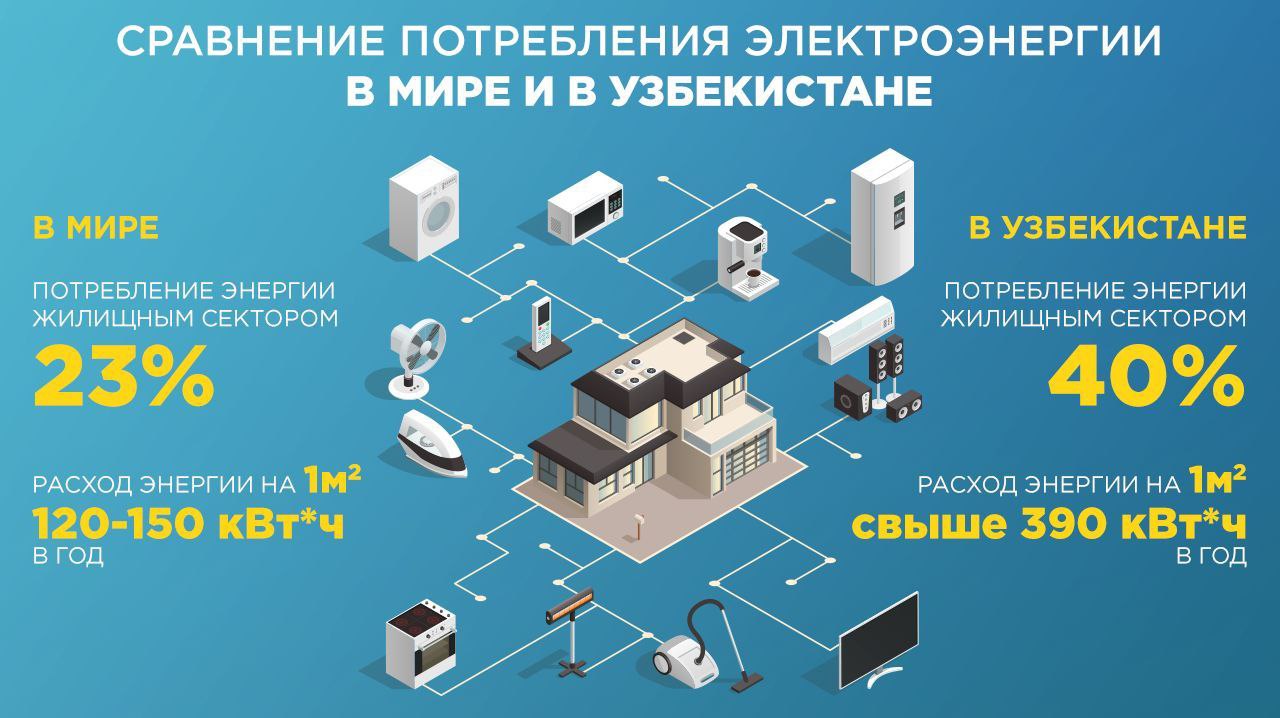 СРАВНЕНИЕ ПОТРЕБЛЕНИЯ ЭЛЕКТРОЭНЕРГИИ
В МИРЕ И В УЗБЕКИСТАНЕ
В МИРЕ
ПОТРЕБЛЕНИЕ ЭНЕРГИИ
ЖИЛИЩНЫМ СЕКТОРОМ
23%
РАСХОД ЭНЕРГИИ НА 1м²
120-150 кВт*ч
В ГОД
В УЗБЕКИСТАНЕ
ПОТРЕБЛЕНИЕ ЭНЕРГИИ
ЖИЛИЩНЫМ СЕКТОРОМ
40%
РАСХОД ЭНЕРГИИ НА 1м²
свыше 390 кВт*ч
В ГОД